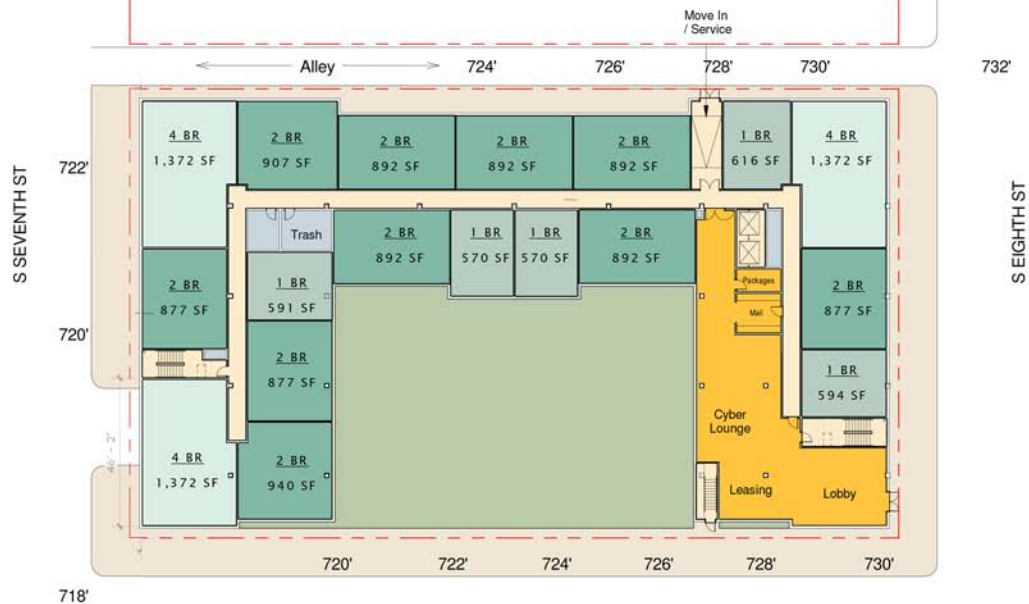 Move In
/ Service
Alley
724'
726'
728'
730'
732'
722'
720'
718'
S SEVENTH ST
S EIGHTH ST
4 BR
1,372 SF
2 BR
907 SF
2 BR
892 SF
2 BR
892 SF
2 BR
892 SF
1 BR
616 SF
4 BR
1,372 SF
Trash
2 BR
892 SF
1 BR
570 SF
1 BR
570 SF
2 BR
892 SF
Packages
Mail
2 BR
877 SF
1 BR
591 SF
2 BR
877 SF
2 BR
877 SF
1 BR
594 SF
46' - 2'
4 BR
1,372 SF
2 BR
940 SF
Cyber
Lounge
Leasing
Lobby
720'
722'
724'
726'
728'
730'